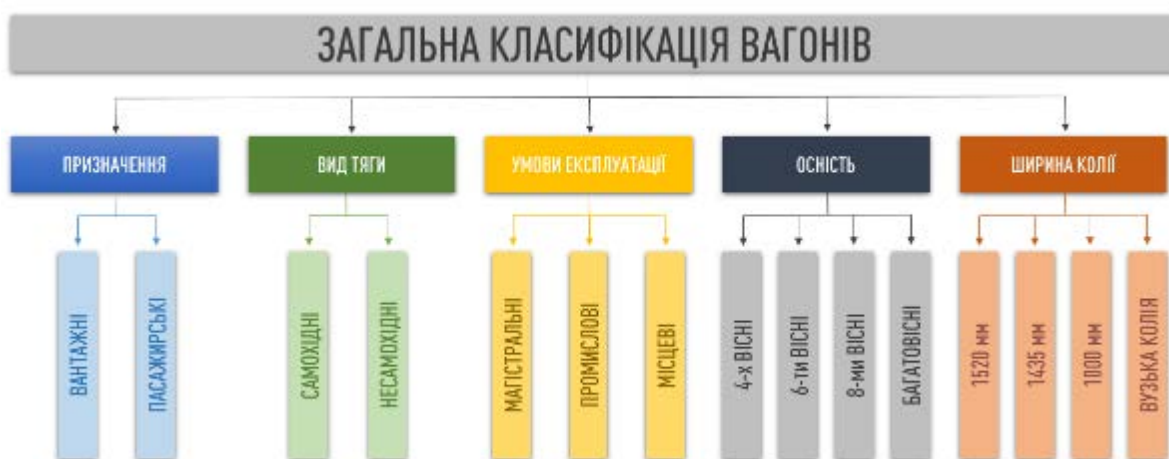 ЗАГАЛЬНА КЛАСИФІКАЦІЯ ВАГОНІВ
ПРИЗНАЧЕННЯ
ВИД ТЯГИ
УМОВИ ЕКСПЛУАТАЦІЇ
ОСНІСТЬ
ШИРИНА КОЛІЇ
ВАНТАЖНІ
ПАСАЖИРСЬКІ
САМОХІДНІ
НЕСАМОХІДНІ
МАГІСТРАЛЬНІ
ПРОМИСЛОВІ
МІСЦЕВІ
4-х ВІСНІ
6-ти ВІСНІ
8-ми ВІСНІ
БАГАТОВІСНІ
1520 мм
1435 мм
1000 мм
ВУЗЬКА КОЛІЯ